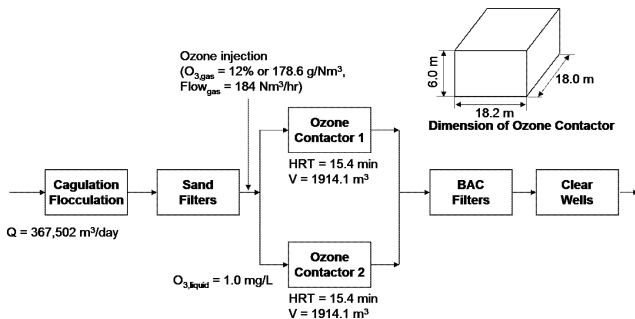 Ozone injection
(O3,gas = 12% or 178.6 g/Nm³,
Flowgas = 184 Nm³/hr)
6.0 m
18.0 m
18.2 m
Dimension of Ozone Contactor
Ozone
Contactor 1
HRT = 15.4 min
V = 1914.1 m³
Cagulation
Flocculation
Sand
Filters
BAC
Filters
Clear
Wells
Q = 367,502 m³/day
O3,liquid = 1.0 mg/L
Ozone
Contactor 2
HRT = 15.4 min
V = 1914.1 m³